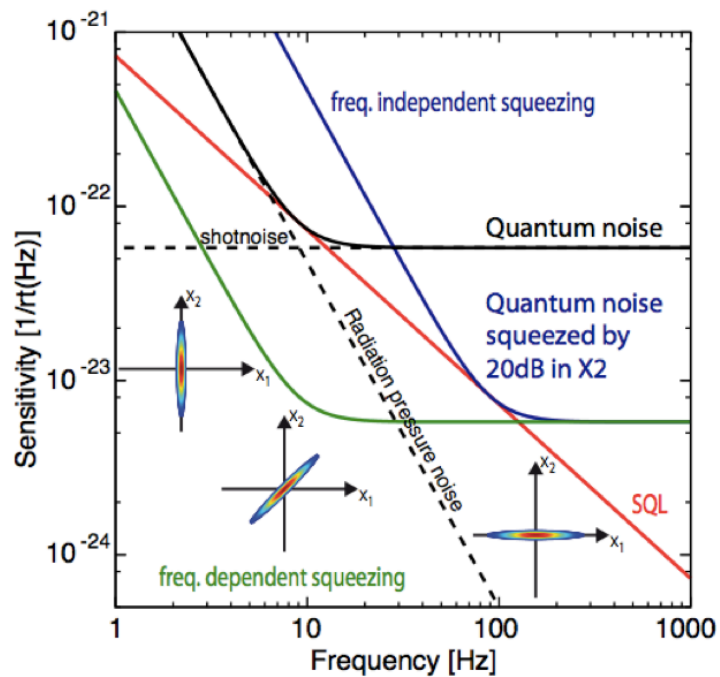 10⁻²¹
freq. independent squeezing
10⁻²²
Quantum noise
shotnoise
Sensitivity [1/rt(Hz)]
Radiation pressure noise
Quantum noise
squeezed by
20dB in X2
X₂
X₁
10⁻²³
X₂
X₁
X₂
X₁
SQL
10⁻²⁴
freq. dependent squeezing
1 10 100 1000
Frequency [Hz]